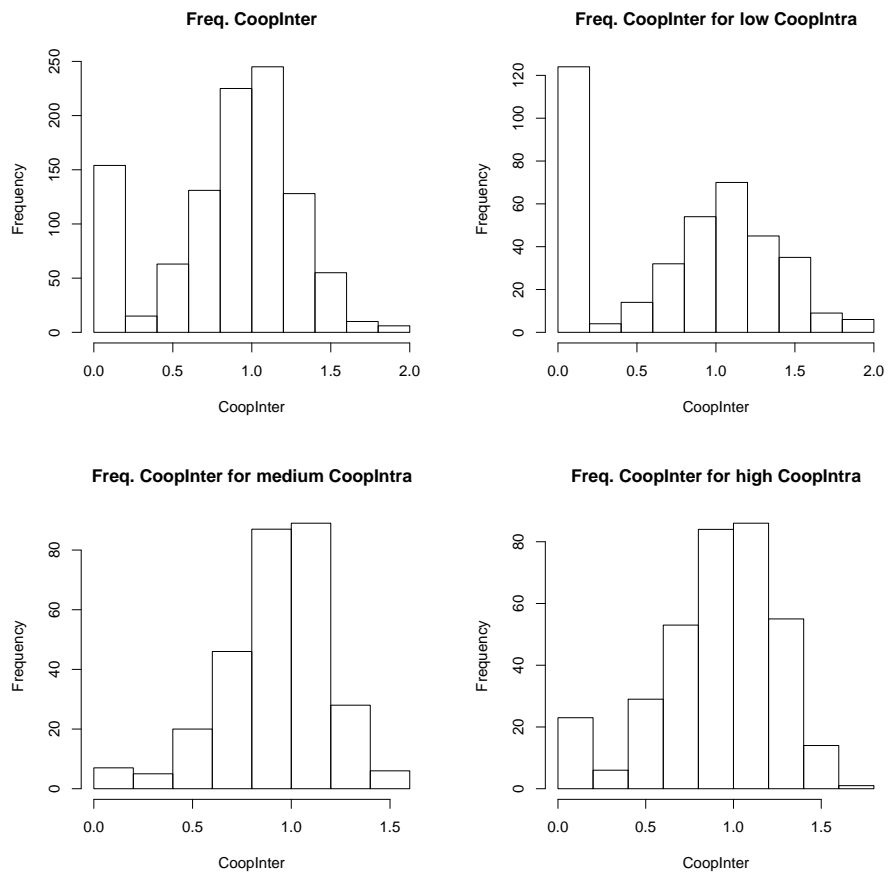 Freq. CoopInter
Frequency
0 50 100 150 200 250
0.0 0.5 1.0 1.5 2.0
CoopInter
Freq. CoopInter for low CoopIntra
Frequency
0 20 40 60 80 100 120
0.0 0.5 1.0 1.5 2.0
CoopInter
Freq. CoopInter for medium CoopIntra
Frequency
0 20 40 60 80
0.0 0.5 1.0 1.5
CoopInter
Freq. CoopInter for high CoopIntra
Frequency
0 20 40 60 80
0.0 0.5 1.0 1.5
CoopInter